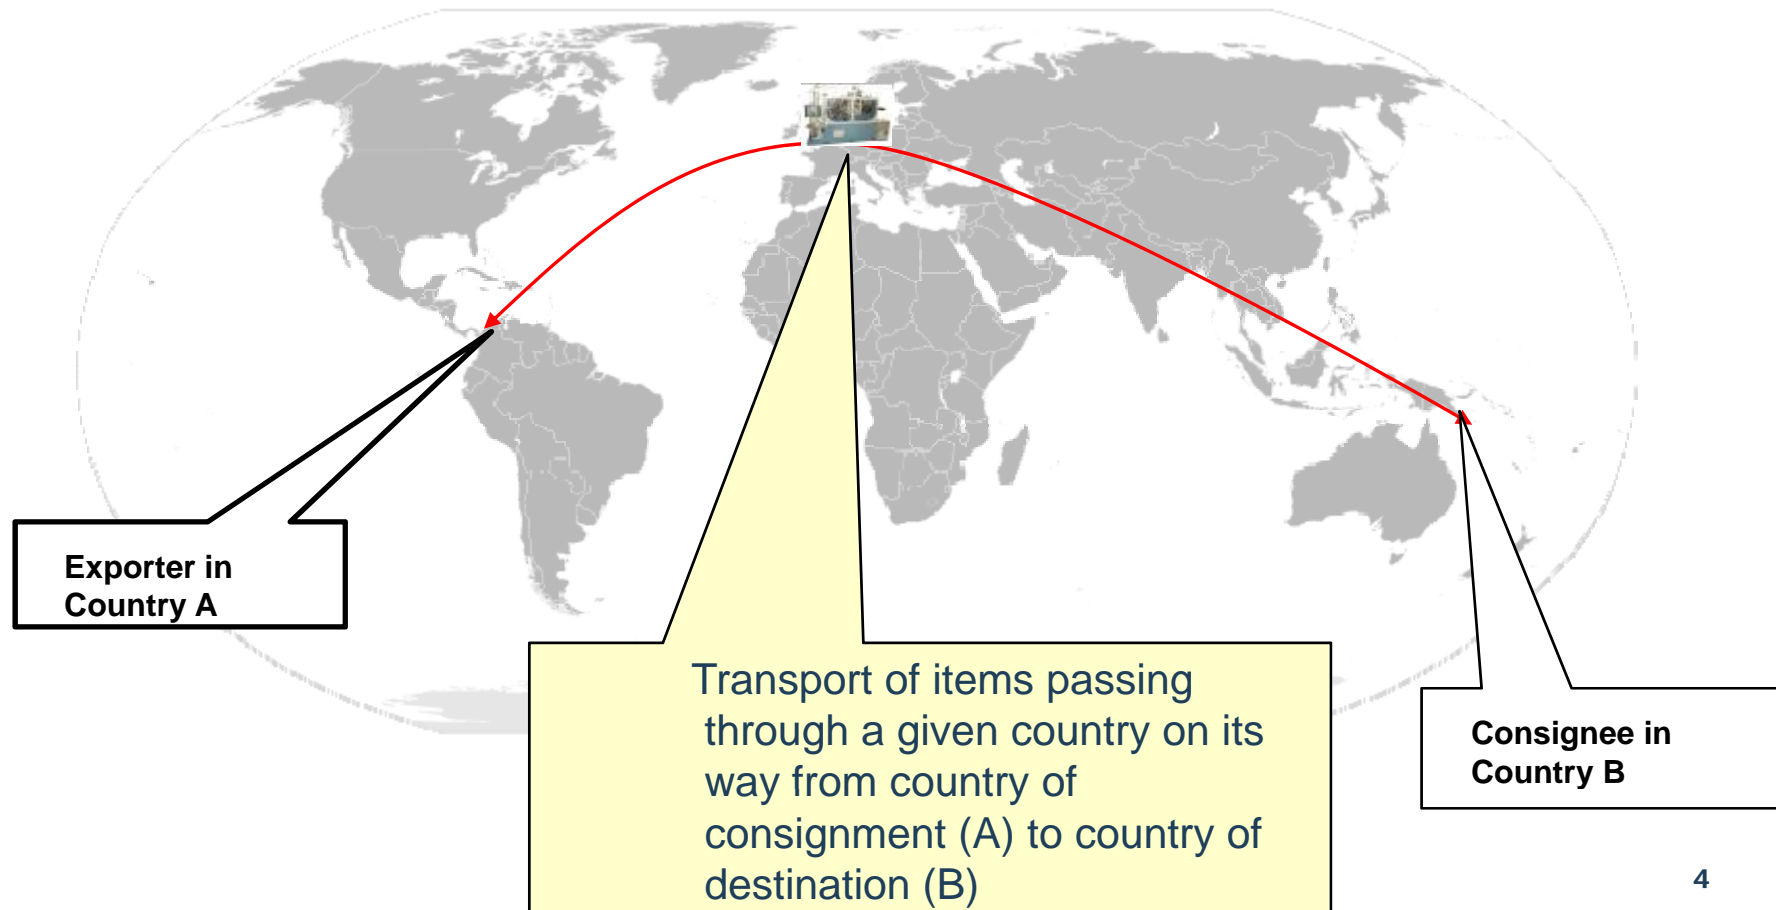 Exporter in
Country A
Transport of items passing
through a given country on its
way from country of
consignment (A) to country of
destination (B)
Consignee in
Country B
4